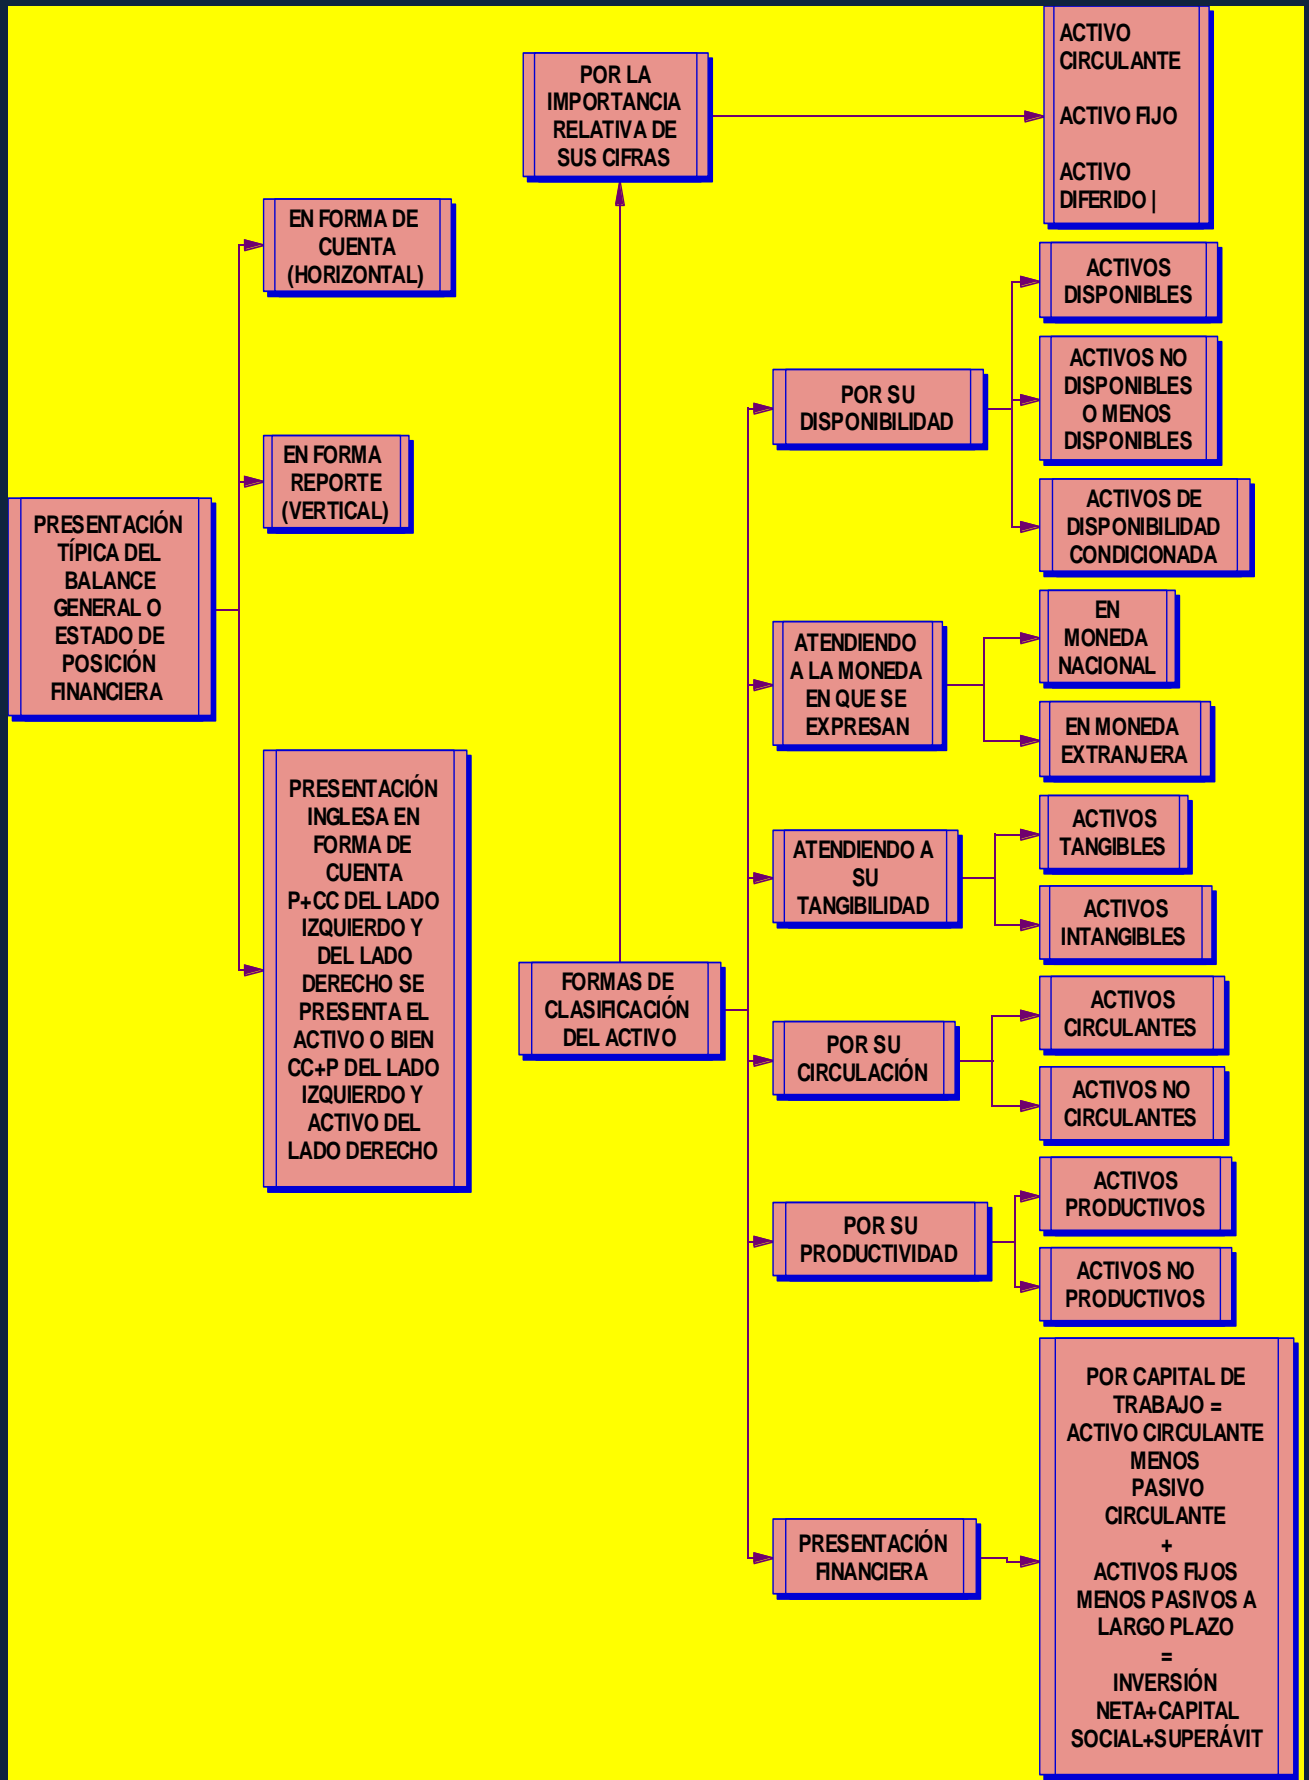 PRESENTACIÓN
TÍPICA DEL
BALANCE
GENERAL O
ESTADO DE
POSICIÓN
FINANCIERA
EN FORMA DE
CUENTA
(HORIZONTAL)
EN FORMA
REPORTE
(VERTICAL)
PRESENTACIÓN
INGLESA EN
FORMA DE
CUENTA
P+CC DEL LADO
IZQUIERDO Y
DEL LADO
DERECHO SE
PRESENTA EL
ACTIVO O BIEN
CC+P DEL LADO
IZQUIERDO Y
ACTIVO DEL
LADO DERECHO
FORMAS DE
CLASIFICACIÓN
DEL ACTIVO
POR LA
IMPORTANCIA
RELATIVA DE
SUS CIFRAS
ACTIVO
CIRCULANTE
ACTIVO FIJO
ACTIVO
DIFERIDO |
POR SU
DISPONIBILIDAD
ACTIVOS
DISPONIBLES
ACTIVOS NO
DISPONIBLES
O MENOS
DISPONIBLES
ACTIVOS DE
DISPONIBILIDAD
CONDICIONADA
ATENDIENDO
A LA MONEDA
EN QUE SE
EXPRESAN
EN
MONEDA
NACIONAL
EN MONEDA
EXTRANJERA
ATENDIENDO A
SU
TANGIBILIDAD
ACTIVOS
TANGIBLES
ACTIVOS
INTANGIBLES
POR SU
CIRCULACIÓN
ACTIVOS
CIRCULANTES
ACTIVOS NO
CIRCULANTES
POR SU
PRODUCTIVIDAD
ACTIVOS
PRODUCTIVOS
ACTIVOS NO
PRODUCTIVOS
PRESENTACIÓN
FINANCIERA
POR CAPITAL DE
TRABAJO =
ACTIVO CIRCULANTE
MENOS
PASIVO
CIRCULANTE
+
ACTIVOS FIJOS
MENOS PASIVOS A
LARGO PLAZO
=
INVERSIÓN
NETA+CAPITAL
SOCIAL+SUPERÁVIT